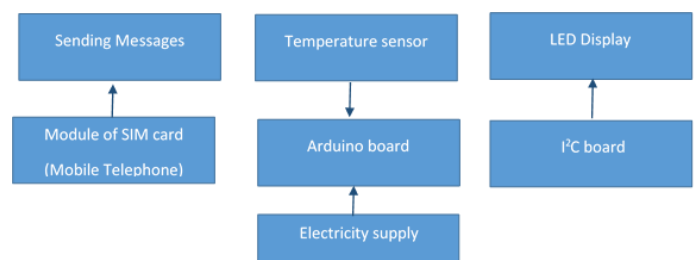 Sending Messages
Temperature sensor
LED Display
Module of SIM card
(Mobile Telephone)
Arduino board
I²C board
Electricity supply